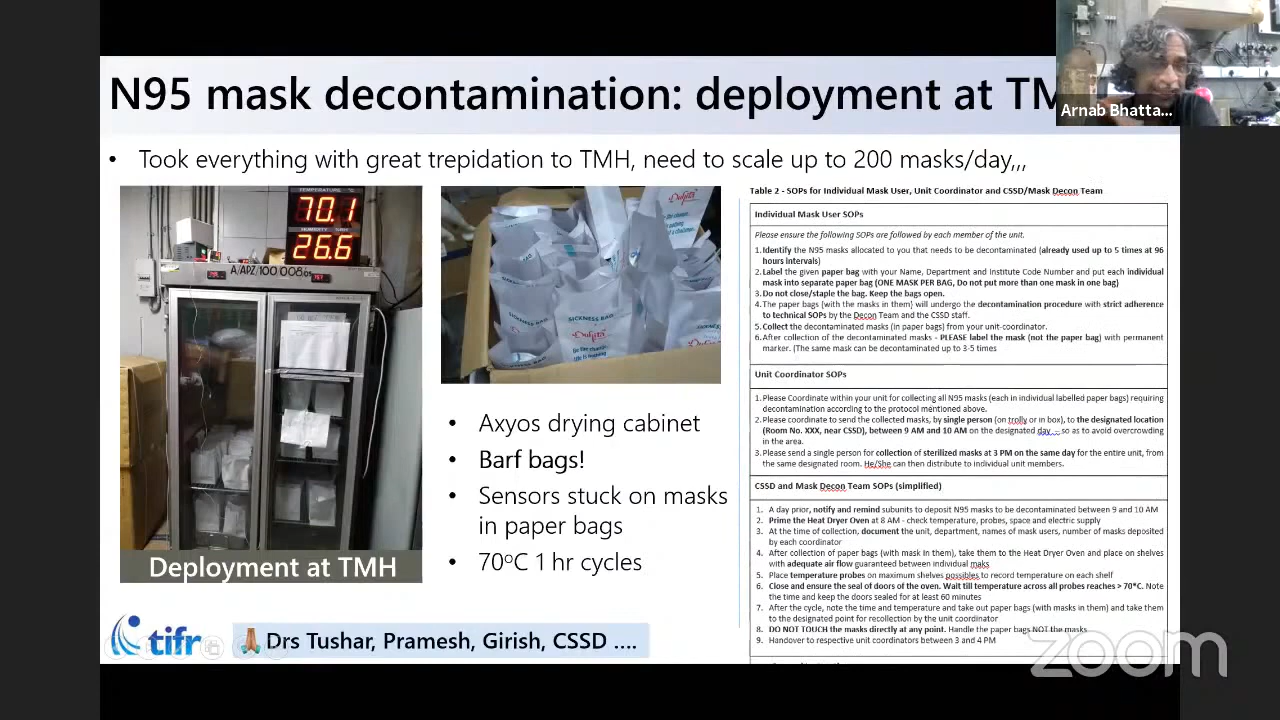 N95 mask decontamination: deployment at TM
Arnab Bhatta...
• Took everything with great trepidation to TMH, need to scale up to 200 masks/day,,,
TEMPERATURE
70.1
26.6
SICKNESS BAG
Deployment at TMH
• Axyos drying cabinet
• Barf bags!
• Sensors stuck on masks
in paper bags
• 70°C 1 hr cycles
Table 2 - SOPs for Individual Mask User, Unit Coordinator and CSSD/Mask Decon Team
Individual Mask User SOPs
Please ensure the following SOPs are followed by each member of the unit.
1. Identify the N95 masks allocated to you that needs to be decontaminated (already used up to 5 times at 96
hours intervals)
2. Label the given paper bag with your Name, Department and Institute Code Number and put each individual
mask into separate paper bag (ONE MASK PER BAG, Do not put more than one mask in one bag)
3. Do not close/staple the bag. Keep the bags open.
4. The paper bags (with the masks in them) will undergo the decontamination procedure with strict adherence
to technical SOPs by the Decon Team and the CSSD staff.
5. Collect the decontaminated masks (in paper bags) from your unit-coordinator.
6. After collection of the decontaminated masks - PLEASE label the mask (not the paper bag) with permanent
marker. (The same mask can be decontaminated up to 3-5 times
Unit Coordinator SOPs
1. Please Coordinate within your unit for collecting all N95 masks (each in individual labelled paper bags) requiring
decontamination according to the protocol mentioned above.
2. Please coordinate to send the collected masks, by single person (on trolly or in box), to the designated location
(Room No. XXX, near CSSD), between 9 AM and 10 AM on the designated day ,.. so as to avoid overcrowding
in the area.
3. Please send a single person for collection of sterilized masks at 3 PM on the same day for the entire unit, from
the same designated room. He/She can then distribute to individual unit members.
CSSD and Mask Decon Team SOPs (simplified)
1. A day prior, notify and remind subunits to deposit N95 masks to be decontaminated between 9 and 10 AM
2. Prime the Heat Dryer Oven at 8 AM - check temperature, probes, space and electric supply
3. At the time of collection, document the unit, department, names of mask users, number of masks deposited
by each coordinator
4. After collection of paper bags (with mask in them), take them to the Heat Dryer Oven and place on shelves
with adequate air flow guaranteed between individual maks
5. Place temperature probes on maximum shelves possibles to record temperature on each shelf
6. Close and ensure the seal of doors of the oven. Wait till temperature across all probes reaches > 70°C. Note
the time and keep the doors sealed for at least 60 minutes
7. After the cycle, note the time and temperature and take out paper bags (with masks in them) and take them
to the designated point for recollection by the unit coordinator
8. DO NOT TOUCH the masks directly at any point. Handle the paper bags NOT the masks
9. Handover to respective unit coordinators between 3 and 4 PM
tifr
🙏🏽 Drs Tushar, Pramesh, Girish, CSSD ....
zoom